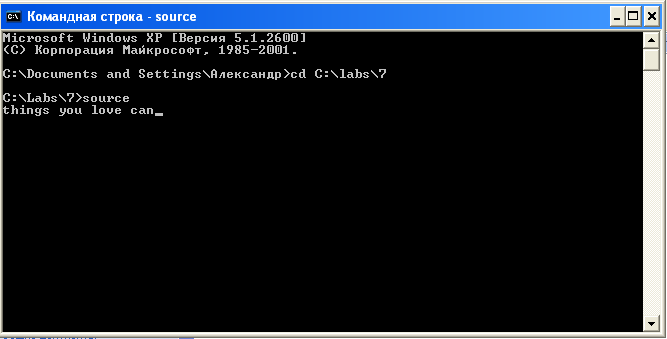 Командная строка - source
Microsoft Windows XP [Версия 5.1.2600]
(C) Корпорация Майкрософт, 1985-2001.
C:\Documents and Settings\Александр>cd C:\labs\7
C:\Labs\7>source
things you love can_